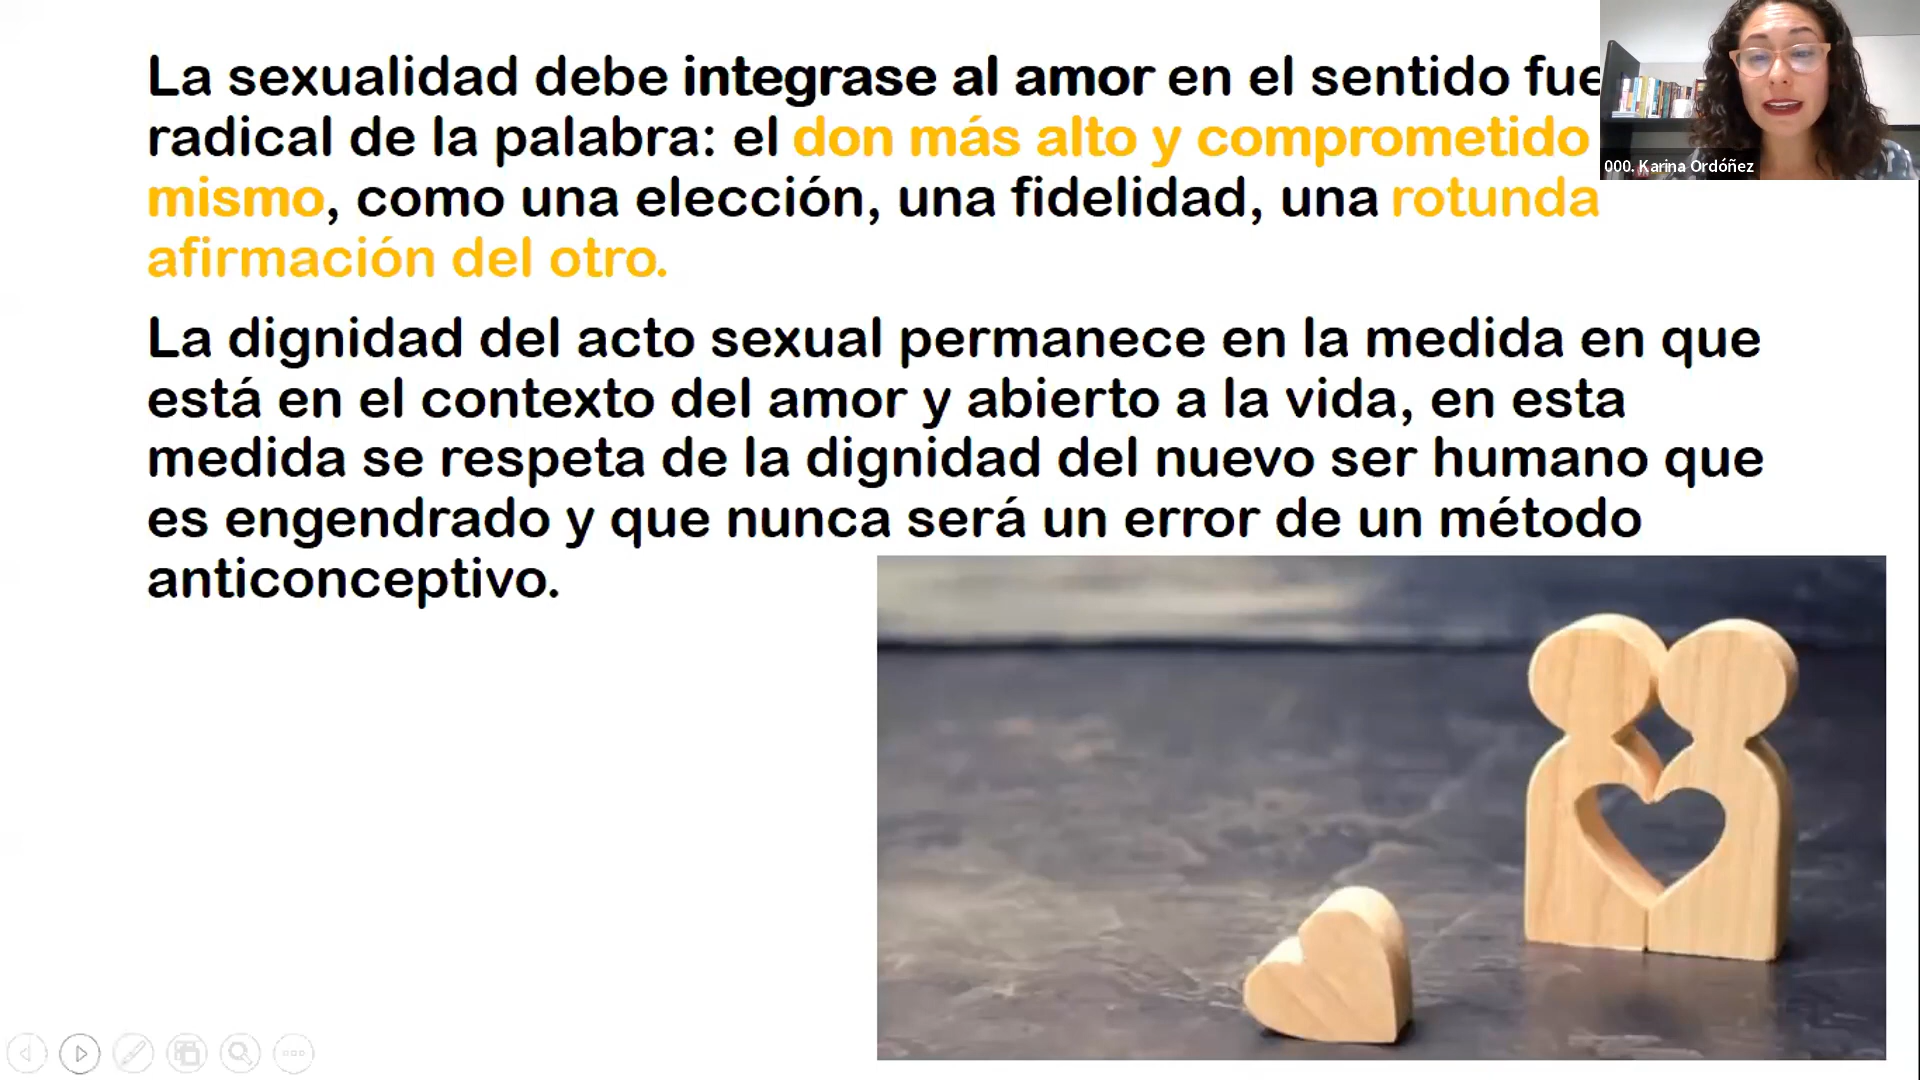 La sexualidad debe integrase al amor en el sentido
radical de la palabra: el don más alto y comprometido
mismo, como una elección, una fidelidad, una rotunda
afirmación del otro.
La dignidad del acto sexual permanece en la medida en que
está en el contexto del amor y abierto a la vida, en esta
medida se respeta de la dignidad del nuevo ser humano que
es engendrado y que nunca será un error de un método
anticonceptivo.
000. Karina Ordóñez